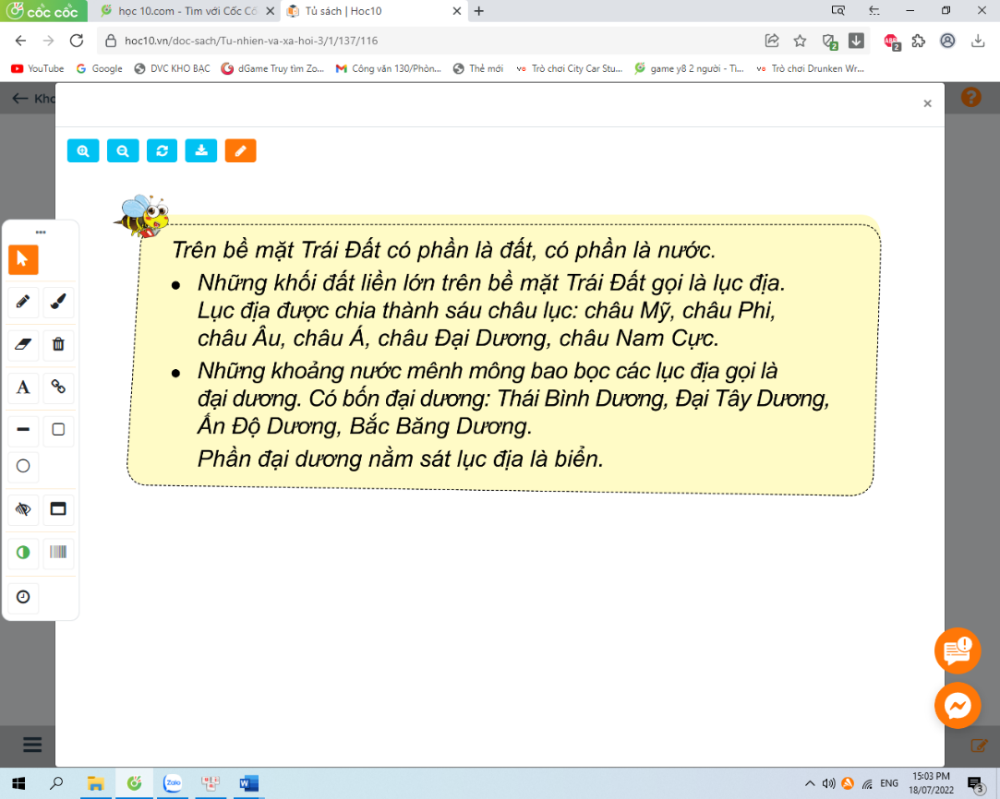 cốc cốc
học 10.com - Tìm với Cốc Cố
Tủ sách | Hoc10
hoc10.vn/doc-sach/Tu-nhien-va-xa-hoi-3/1/137/116
2
ABP
2
YouTube
Google
DVC KHO BẠC
dGame Truy tìm Zo...
Công văn 130/Phòn...
Thẻ mới
Trò chơi City Car Stu...
game y8 2 người - Tì...
Trò chơi Drunken Wr...
Kho
Trên bề mặt Trái Đất có phần là đất, có phần là nước.
• Những khối đất liền lớn trên bề mặt Trái Đất gọi là lục địa.
Lục địa được chia thành sáu châu lục: châu Mỹ, châu Phi,
châu Âu, châu Á, châu Đại Dương, châu Nam Cực.
• Những khoảng nước mênh mông bao bọc các lục địa gọi là
đại dương. Có bốn đại dương: Thái Bình Dương, Đại Tây Dương,
Ấn Độ Dương, Bắc Băng Dương.
Phần đại dương nằm sát lục địa là biển.
A
Zalo
W
ENG
15:03 PM
18/07/2022
3